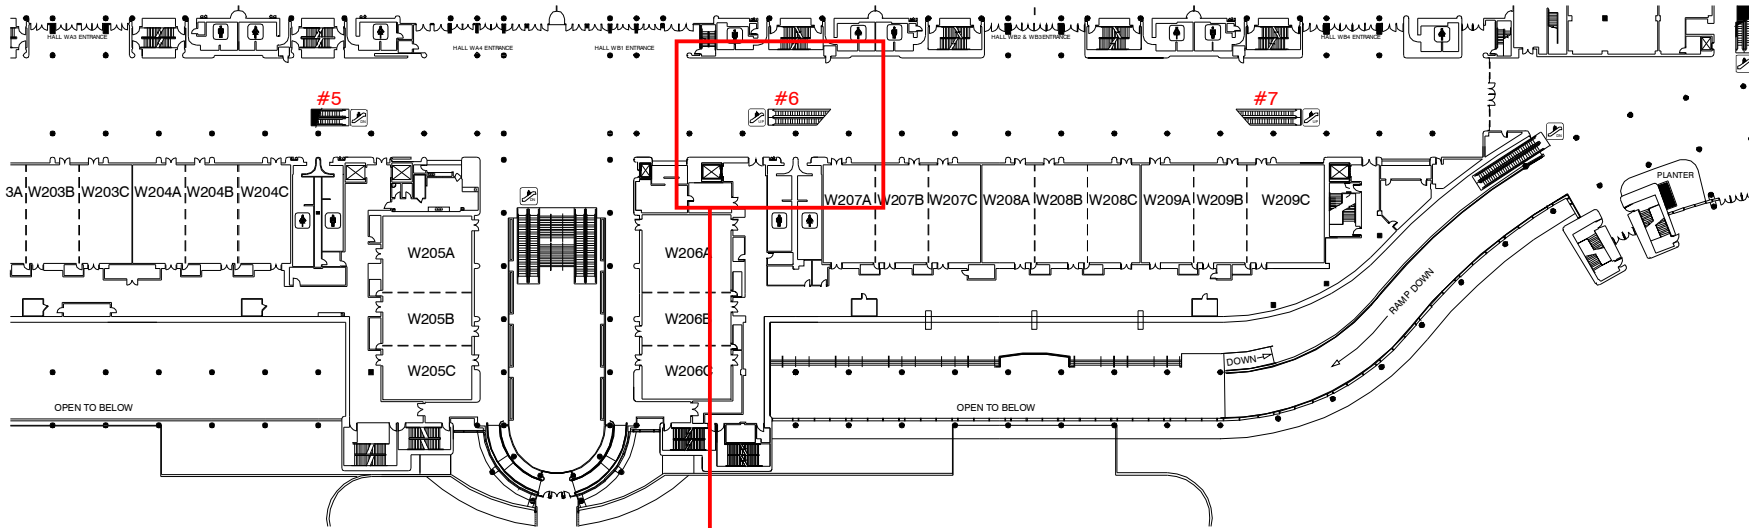 HALL WA3 ENTRANCE
HALL WA4 ENTRANCE
HALL WB1 ENTRANCE
HALL WB2 & WB3ENTRANCE
HALL WB4 ENTRANCE
#5
#6
#7
3A
W203B
W203C
W204A
W204B
W204C
W205A
W205B
W205C
W206A
W206B
W206C
W207A
W207B
W207C
W208A
W208B
W208C
W209A
W209B
W209C
PLANTER
RAMP DOWN
DOWN
OPEN TO BELOW
OPEN TO BELOW